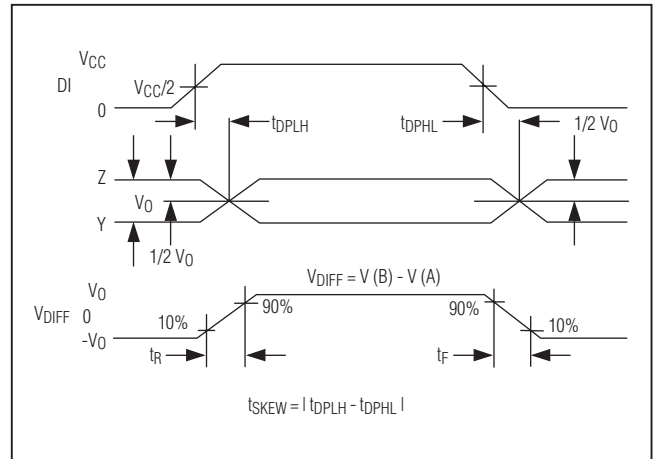 VCC
DI
VCC/2
0
tDPLH
tDPHL
1/2 VO
Z
VO
Y
1/2 VO
VDIFF = V (B) - V (A)
VO
VDIFF 0
-VO
10%
90%
90%
10%
tR
tF
tSKEW = | tDPLH - tDPHL |